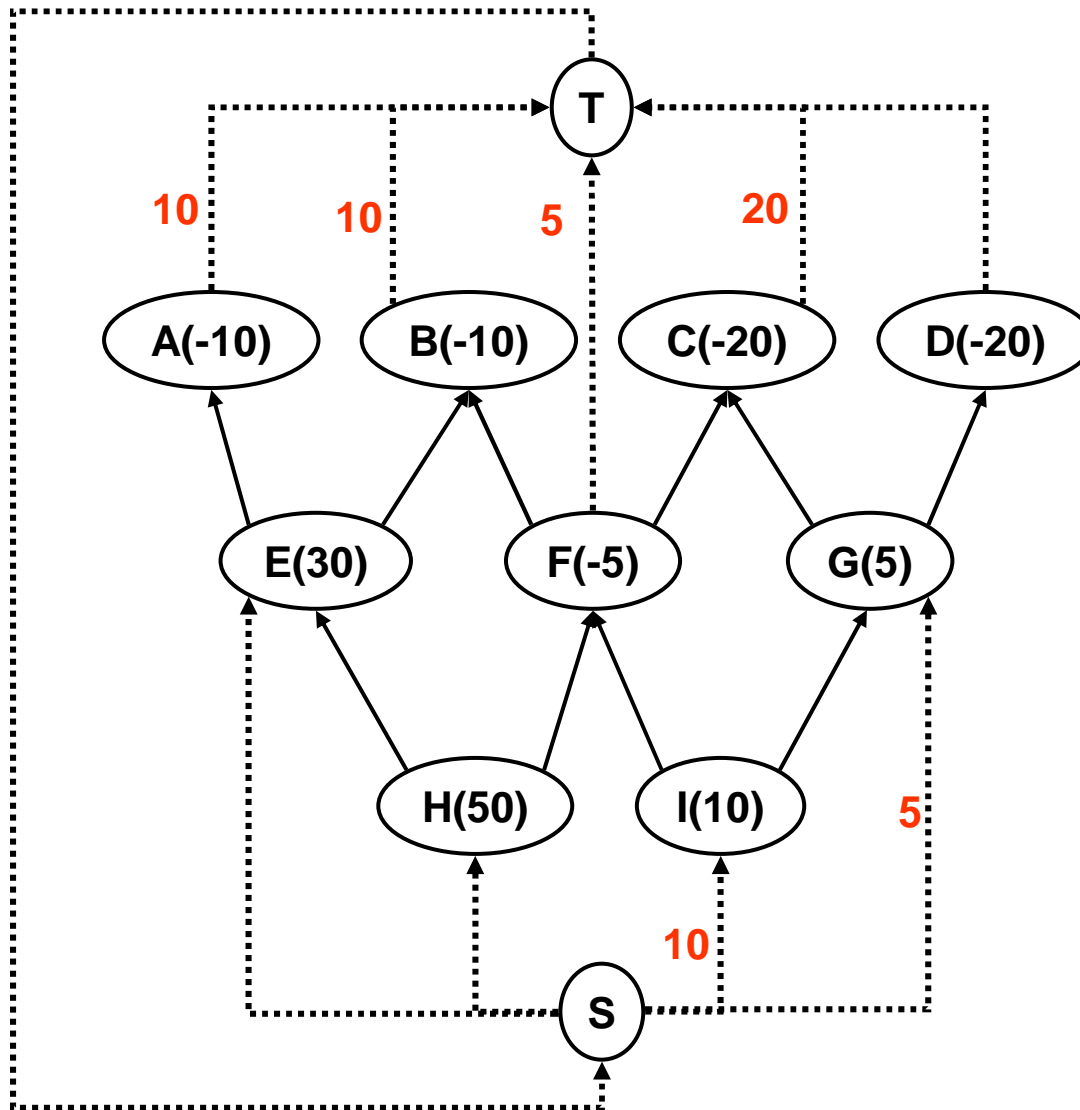 T
10
10
5
20
A(-10)
B(-10)
C(-20)
D(-20)
E(30)
F(-5)
G(5)
H(50)
I(10)
5
10
S